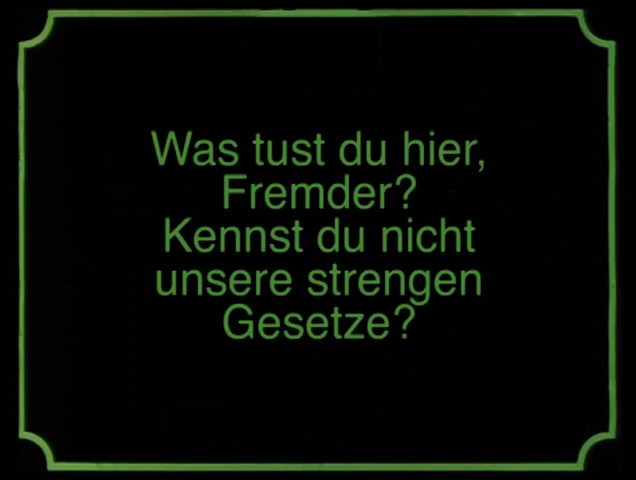 Was tust du hier,
Fremder?
Kennst du nicht
unsere strengen
Gesetze?